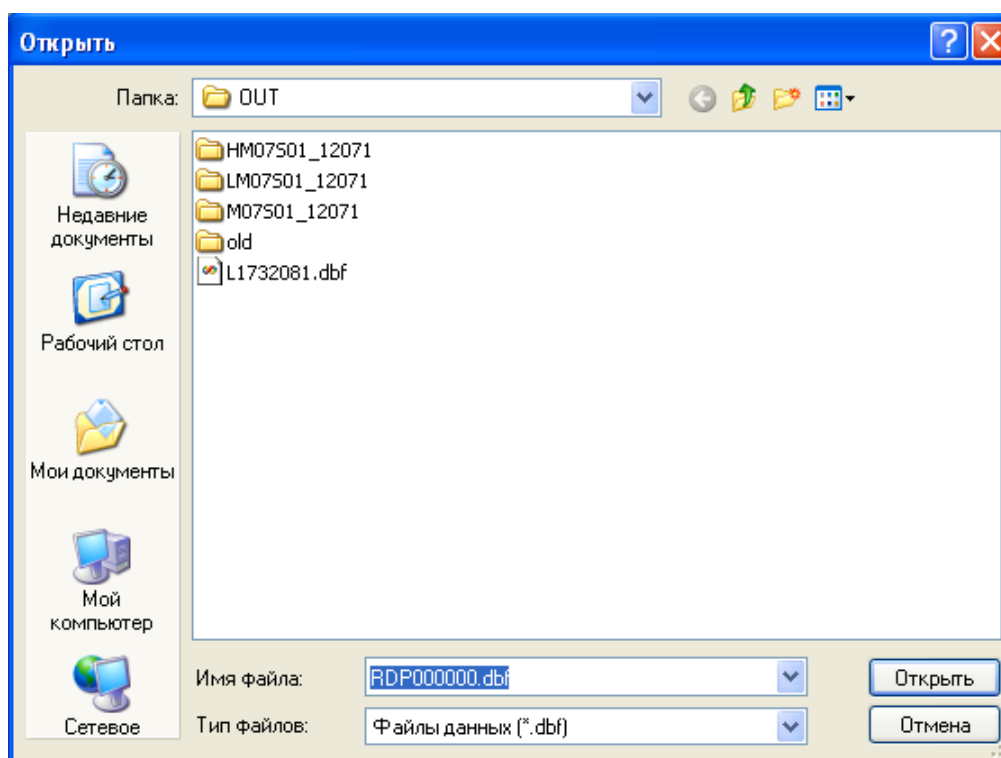 Открыть
Папка: OUT
HM07S01_12071
LM07S01_12071
M07S01_12071
old
L1732081.dbf
Недавние
документы
Рабочий стол
Мои документы
Мой
компьютер
Сетевое
Имя файла: RDP000000.dbf Открыть
Тип файлов: Файлы данных (*.dbf) Отмена